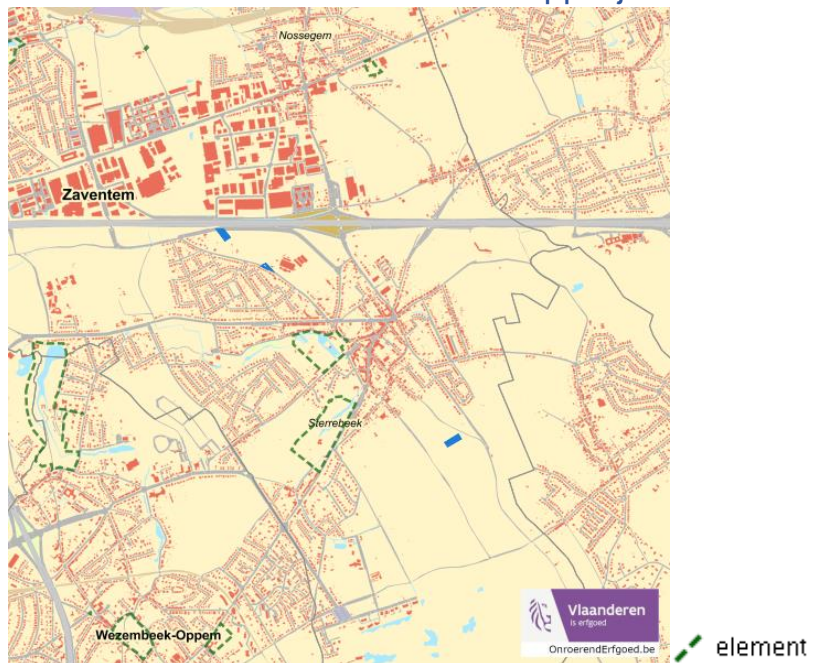 Nossegem
Zaventem
Sterrebeek
Wezembeek-Oppem
Vlaanderen
is erfgoed
OnroerendErfgoed.be
element